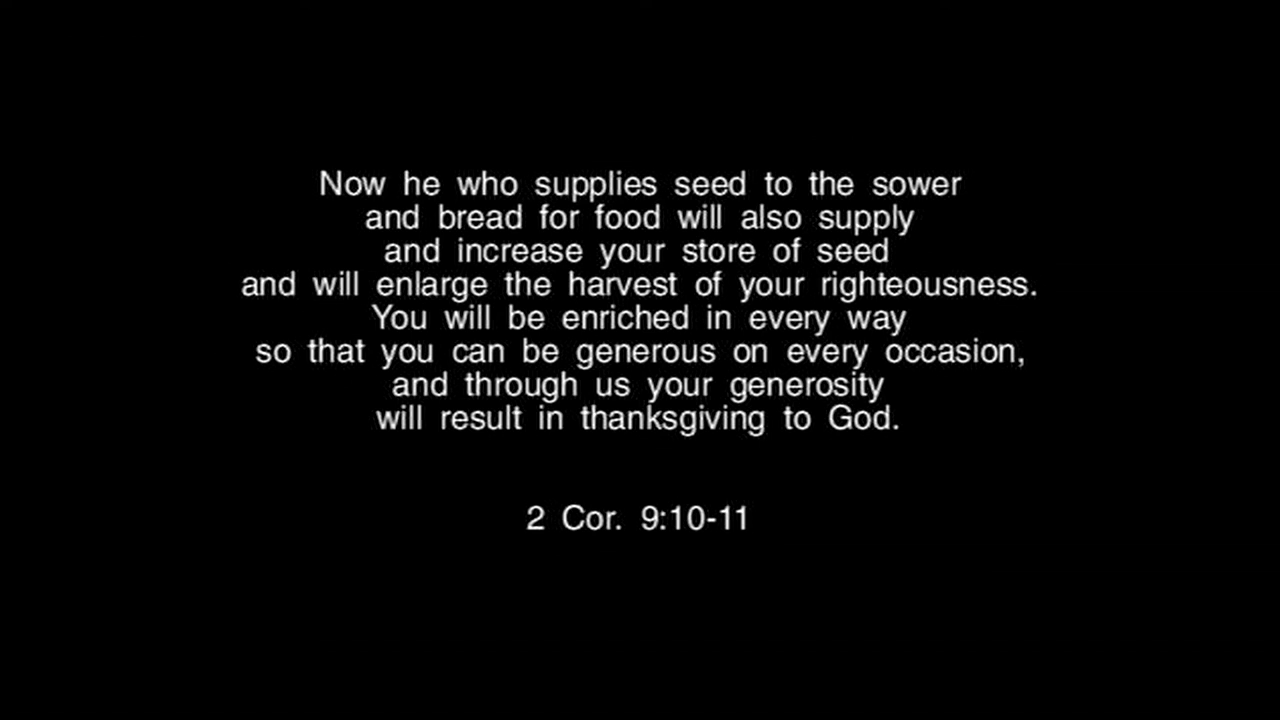 Now he who supplies seed to the sower
and bread for food will also supply
and increase your store of seed
and will enlarge the harvest of your righteousness.
You will be enriched in every way
so that you can be generous on every occasion,
and through us your generosity
will result in thanksgiving to God.
2 Cor. 9:10-11